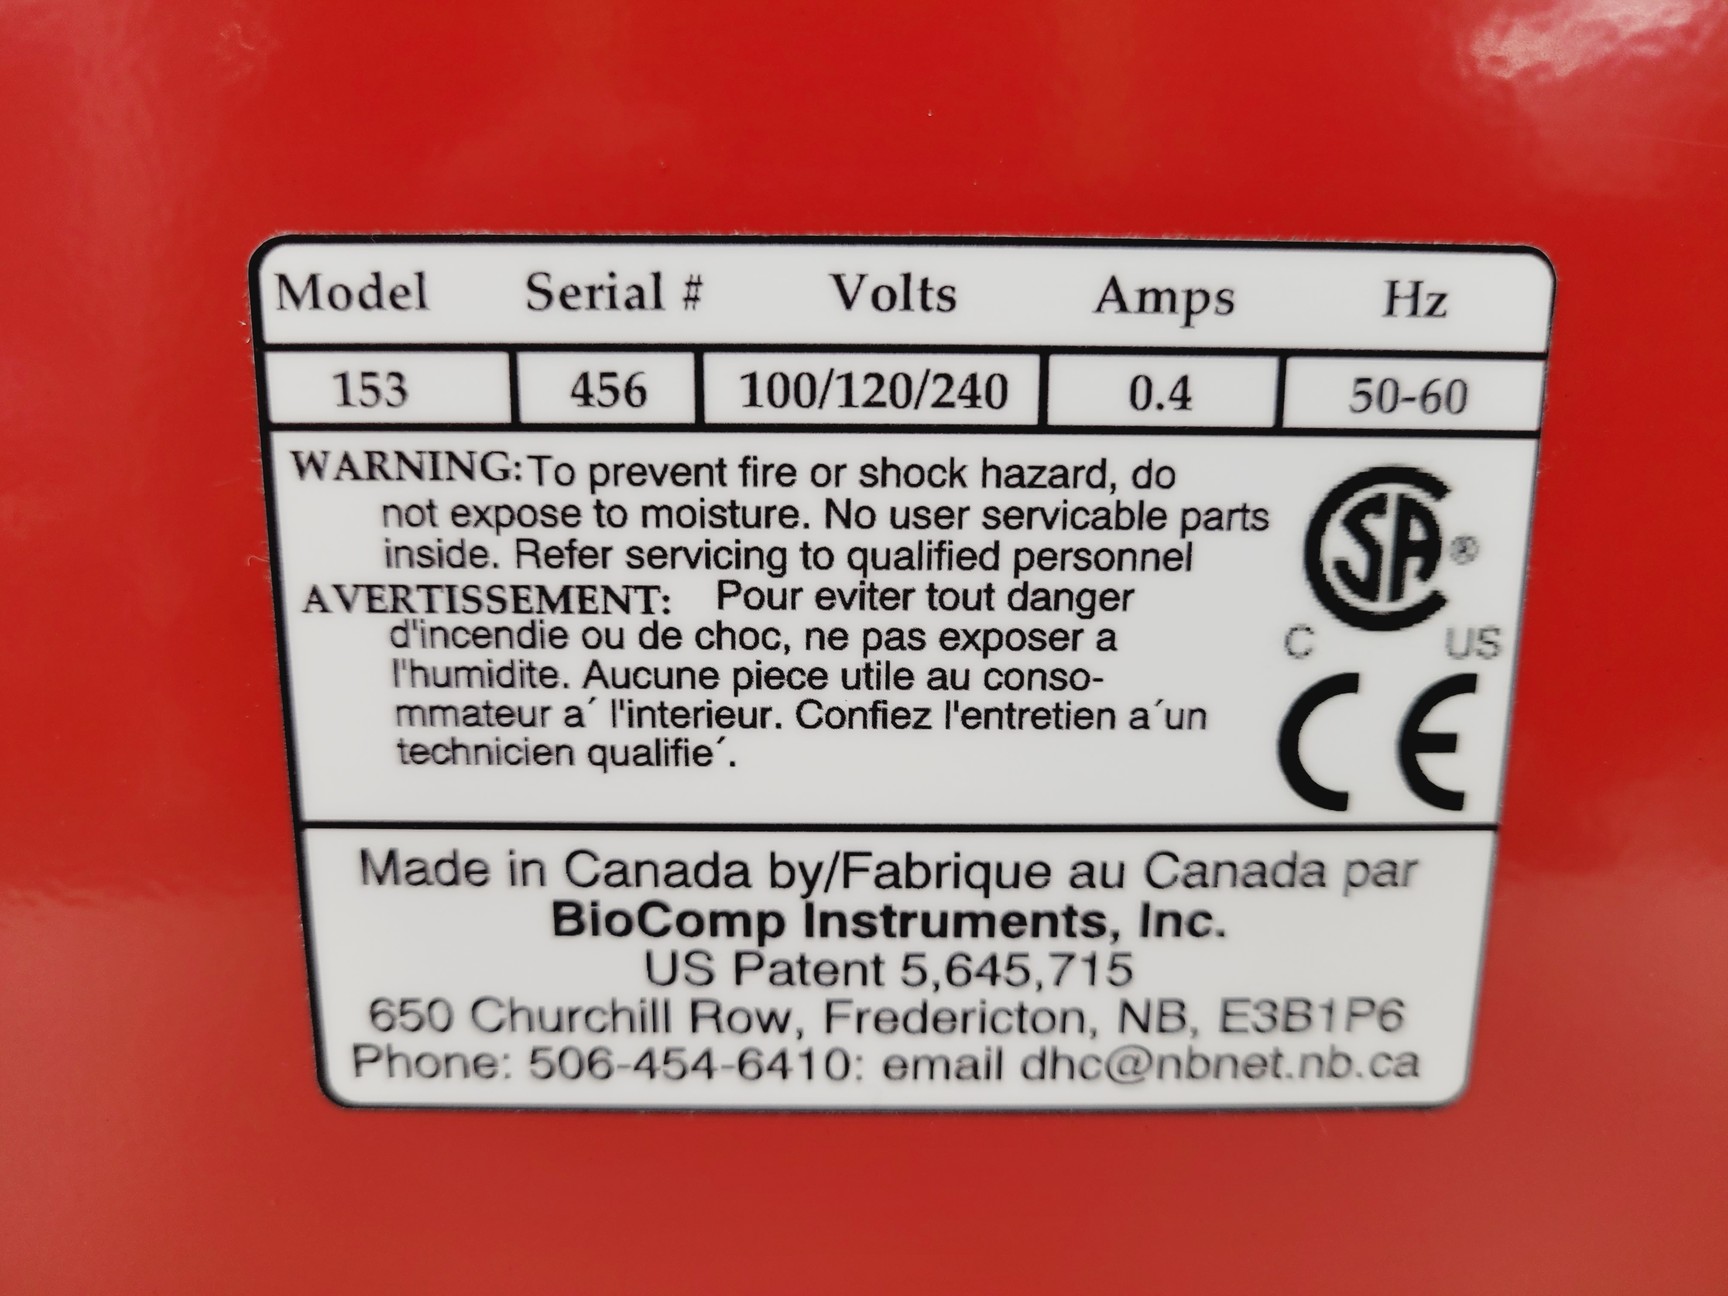 Model Serial # Volts Amps Hz
153 456 100/120/240 0.4 50-60
WARNING: To prevent fire or shock hazard, do
not expose to moisture. No user servicable parts
inside. Refer servicing to qualified personnel
AVERTISSEMENT: Pour eviter tout danger
d'incendie ou de choc, ne pas exposer a
l'humidite. Aucune piece utile au conso-
mmateur a´ l'interieur. Confiez l'entretien a´un
technicien qualifie´.
CSA®
C US
CE
Made in Canada by/Fabrique au Canada par
BioComp Instruments, Inc.
US Patent 5,645,715
650 Churchill Row, Fredericton, NB, E3B1P6
Phone: 506-454-6410: email dhc@nbnet.nb.ca